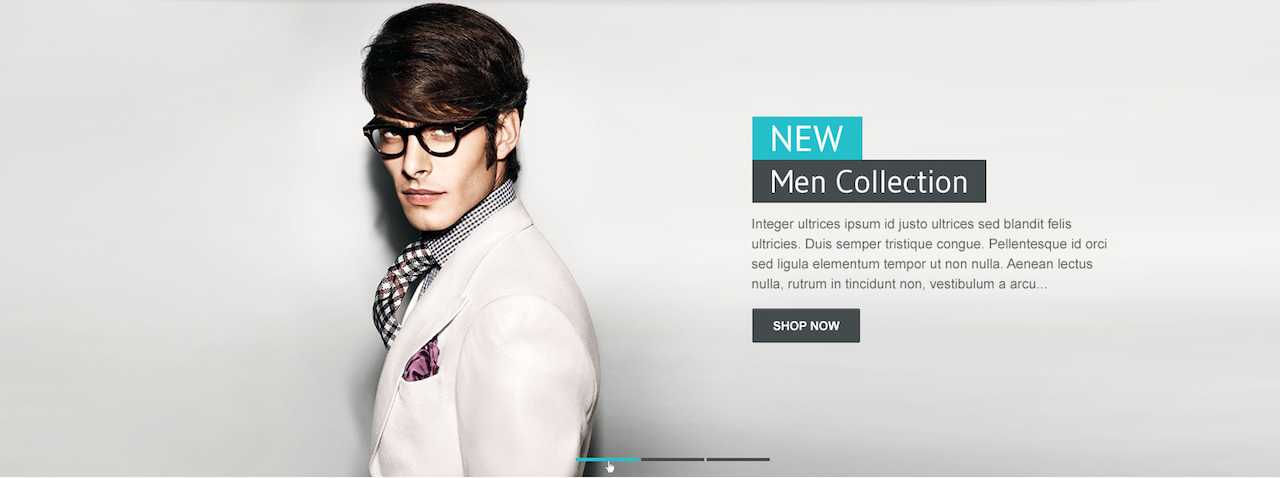 NEW
Men Collection
Integer ultrices ipsum id justo ultrices sed blandit felis
ultricies. Duis semper tristique congue. Pellentesque id orci
sed ligula elementum tempor ut non nulla. Aenean lectus
nulla, rutrum in tincidunt non, vestibulum a arcu...
SHOP NOW